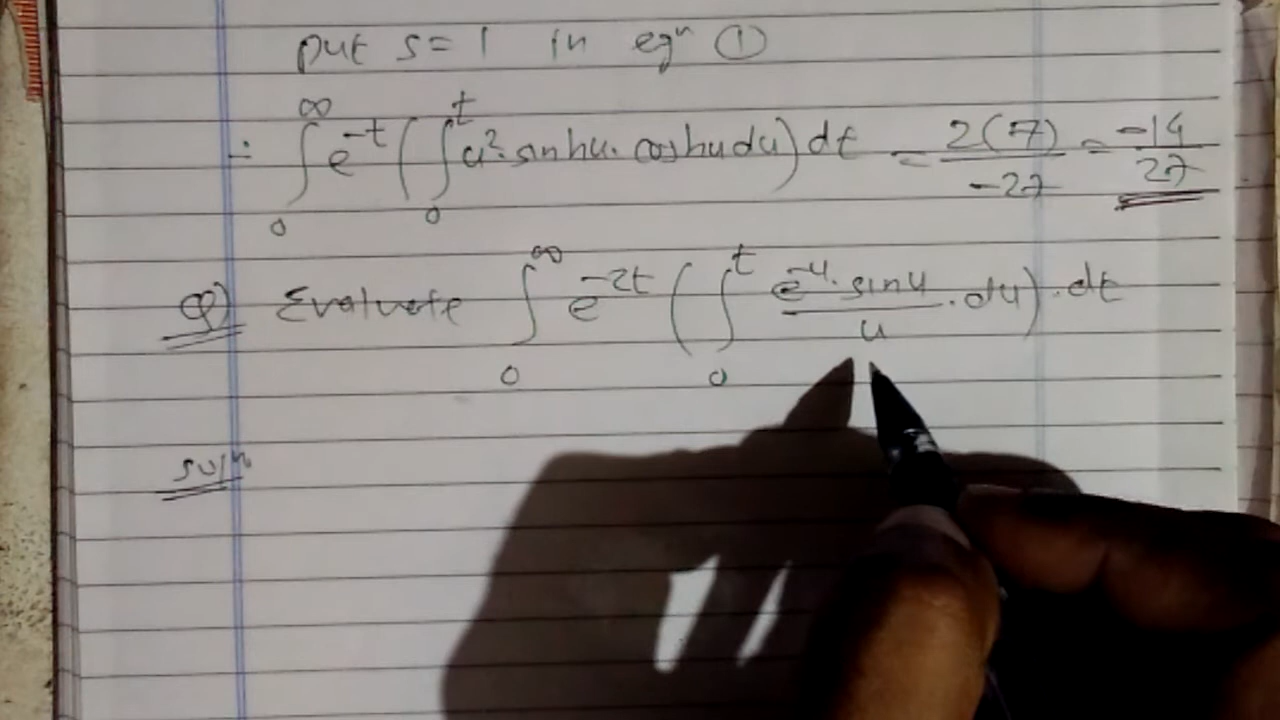 put s = 1 in eqⁿ ①
∴ ∫₀^∞ e^-t ( ∫₀^t u². sinhu. coshu du ) dt = 2(7)/-27 = -14/27
Q) Evaluate ∫₀^∞ e^-2t ( ∫₀^t e^-u. sinu/u . du ) . dt
soln